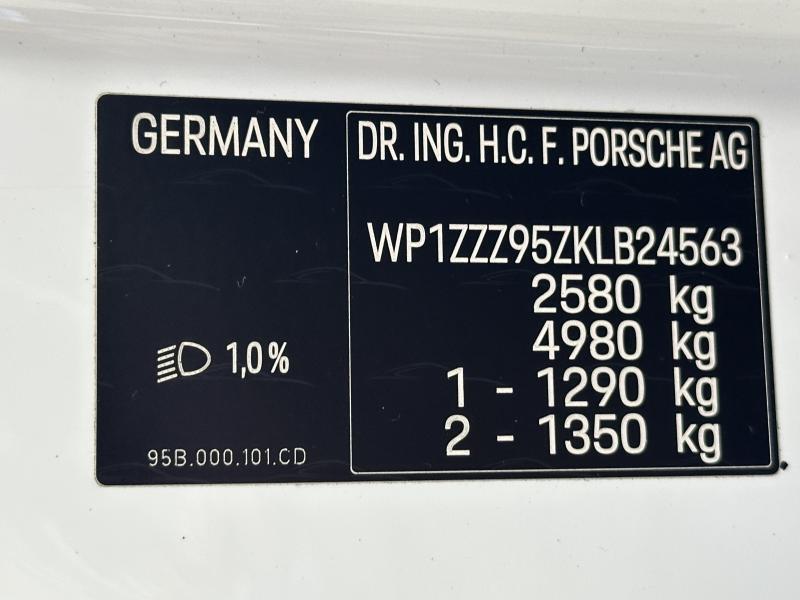 GERMANY
DR. ING. H.C. F. PORSCHE AG
WP1ZZZ95ZKLB24563
2580 kg
4980 kg
1 - 1290 kg
2 - 1350 kg
1,0%
95B.000.101.CD